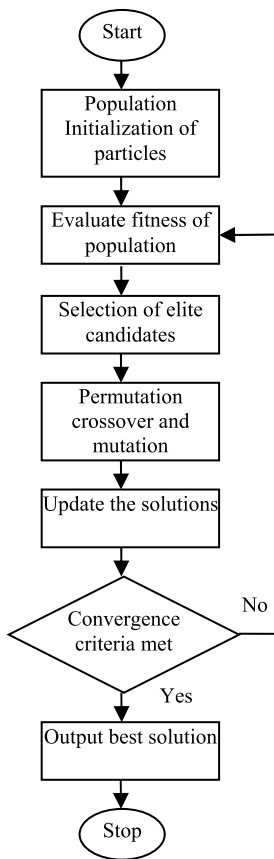 Start
Population
Initialization of
particles
Evaluate fitness of
population
Selection of elite
candidates
Permutation
crossover and
mutation
Update the solutions
Convergence
criteria met
No
Yes
Output best solution
Stop